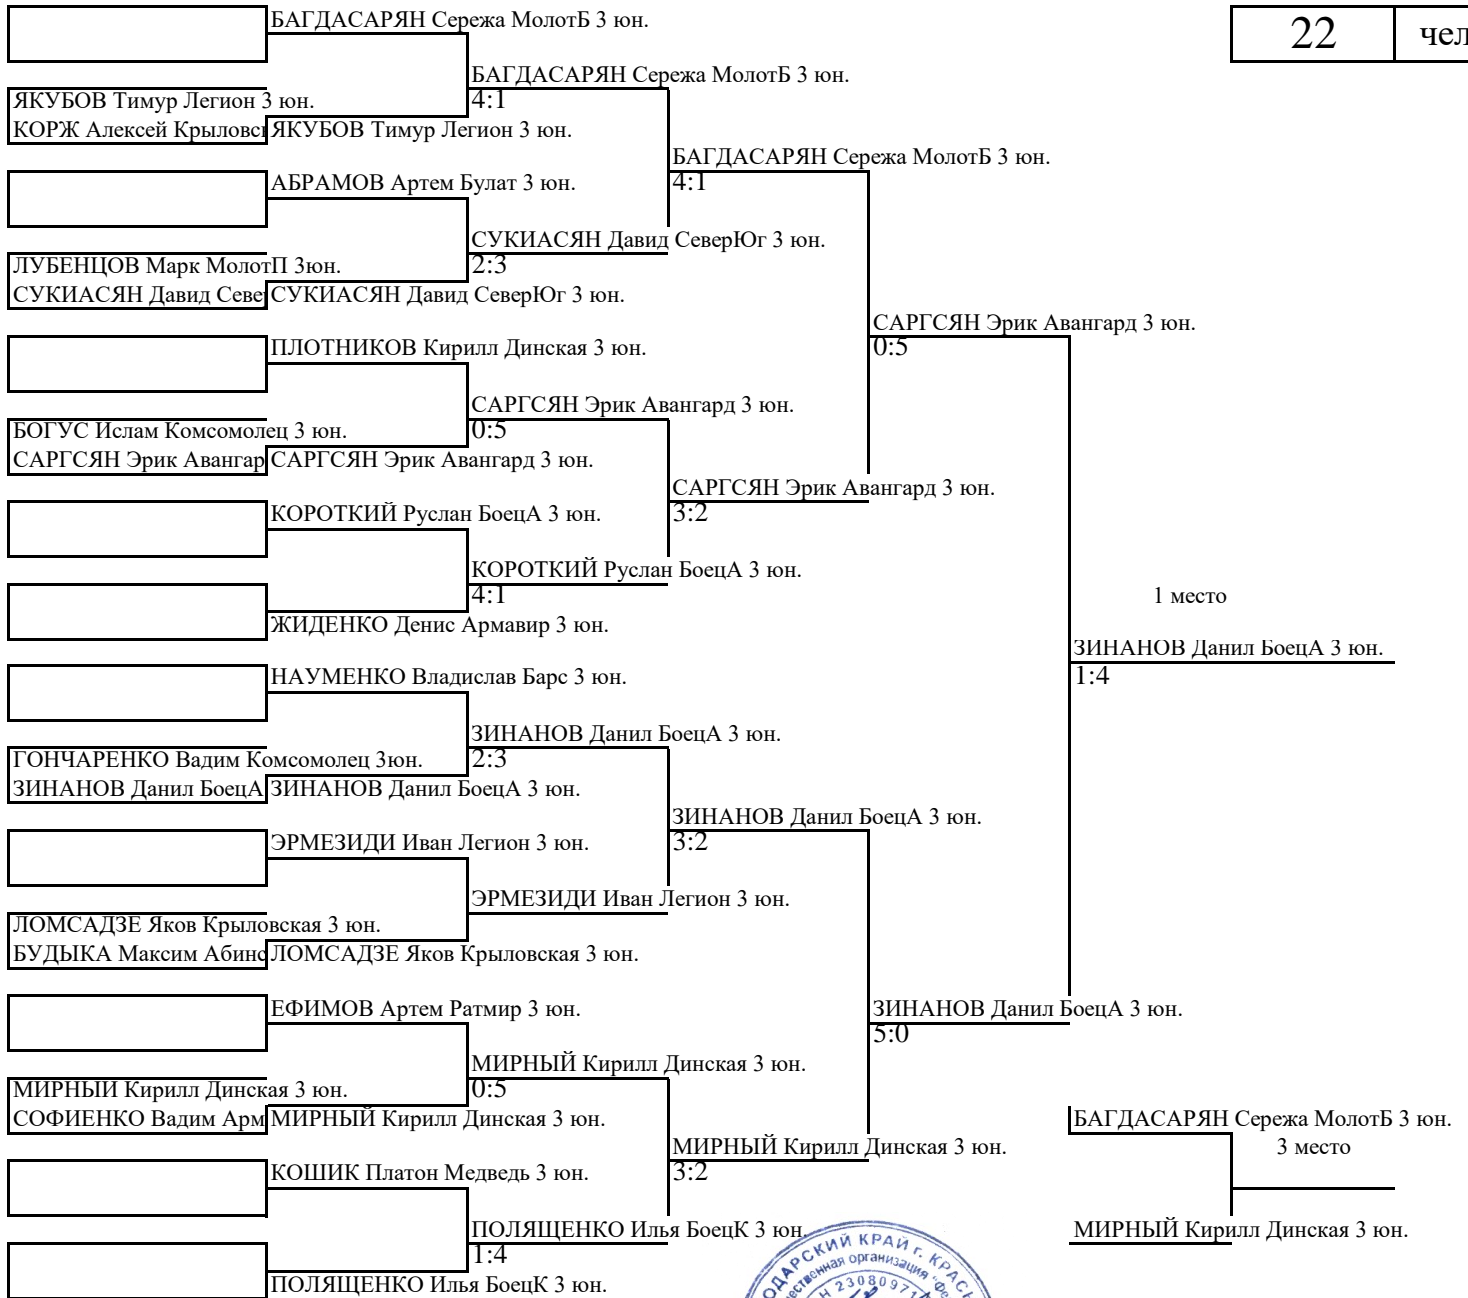 БАГДАСАРЯН Сережа МолотБ 3 юн.
22 чел
БАГДАСАРЯН Сережа МолотБ 3 юн.
4:1
ЯКУБОВ Тимур Легион 3 юн.
КОРЖ Алексей Крыловс
ЯКУБОВ Тимур Легион 3 юн.
БАГДАСАРЯН Сережа МолотБ 3 юн.
4:1
АБРАМОВ Артем Булат 3 юн.
СУКИАСЯН Давид СеверЮг 3 юн.
2:3
ЛУБЕНЦОВ Марк МолотП 3юн.
СУКИАСЯН Давид Севе
СУКИАСЯН Давид СеверЮг 3 юн.
САРГСЯН Эрик Авангард 3 юн.
0:5
ПЛОТНИКОВ Кирилл Динская 3 юн.
САРГСЯН Эрик Авангард 3 юн.
0:5
БОГУС Ислам Комсомолец 3 юн.
САРГСЯН Эрик Авангар
САРГСЯН Эрик Авангард 3 юн.
САРГСЯН Эрик Авангард 3 юн.
3:2
КОРОТКИЙ Руслан БоецА 3 юн.
КОРОТКИЙ Руслан БоецА 3 юн.
4:1
1 место
ЖИДЕНКО Денис Армавир 3 юн.
ЗИНАНОВ Данил БоецА 3 юн.
1:4
НАУМЕНКО Владислав Барс 3 юн.
ЗИНАНОВ Данил БоецА 3 юн.
2:3
ГОНЧАРЕНКО Вадим Комсомолец 3юн.
ЗИНАНОВ Данил БоецА
ЗИНАНОВ Данил БоецА 3 юн.
ЗИНАНОВ Данил БоецА 3 юн.
3:2
ЭРМЕЗИДИ Иван Легион 3 юн.
ЭРМЕЗИДИ Иван Легион 3 юн.
ЛОМСАДЗЕ Яков Крыловская 3 юн.
БУДЫКА Максим Абинс
ЛОМСАДЗЕ Яков Крыловская 3 юн.
ЕФИМОВ Артем Ратмир 3 юн.
ЗИНАНОВ Данил БоецА 3 юн.
5:0
МИРНЫЙ Кирилл Динская 3 юн.
0:5
МИРНЫЙ Кирилл Динская 3 юн.
СОФИЕНКО Вадим Арм
МИРНЫЙ Кирилл Динская 3 юн.
БАГДАСАРЯН Сережа МолотБ 3 юн.
3 место
МИРНЫЙ Кирилл Динская 3 юн.
3:2
КОШИК Платон Медведь 3 юн.
ПОЛЯЩЕНКО Илья БоецК 3 юн.
1:4
МИРНЫЙ Кирилл Динская 3 юн.
ПОЛЯЩЕНКО Илья БоецК 3 юн.
ОДАРСКИЙ КРАЙ г. КРАС
ественная организация "Фе
Н 23080971